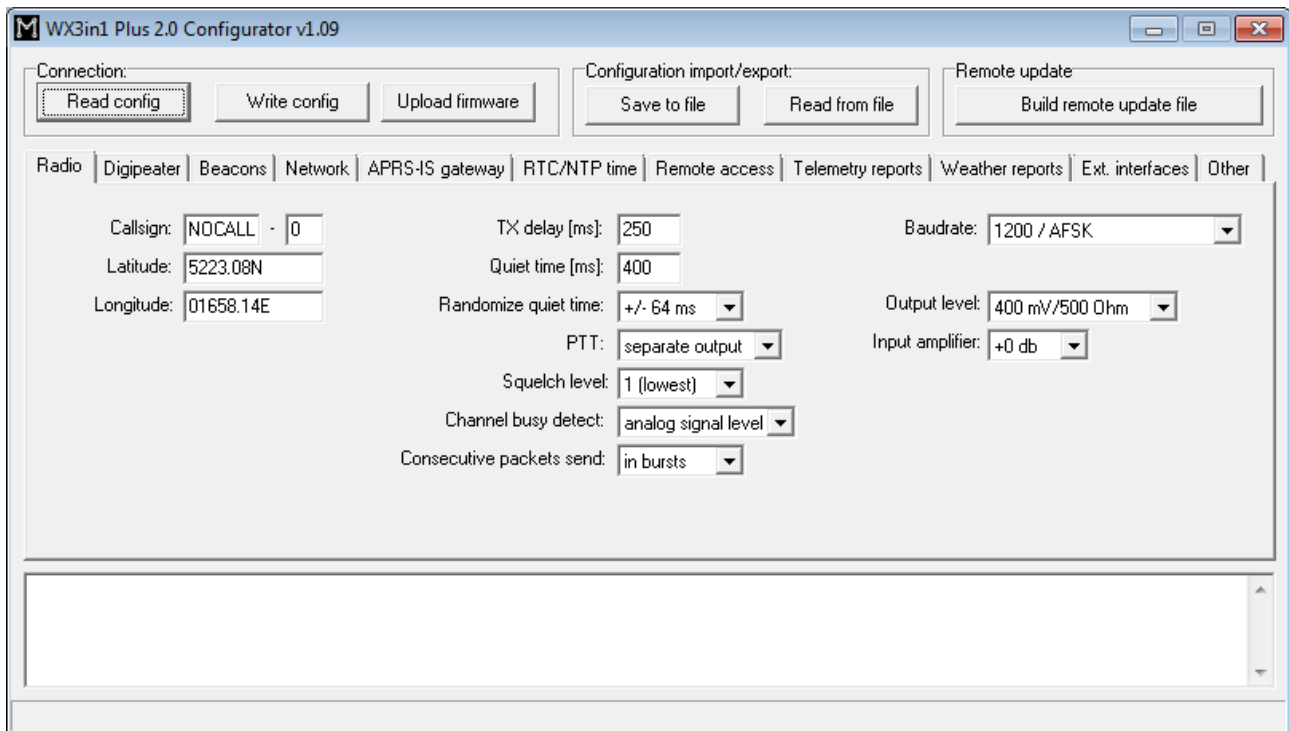 WX3in1 Plus 2.0 Configurator v1.09
Connection: Configuration import/export: Remote update
Read config Write config Upload firmware Save to file Read from file Build remote update file
Radio Digipeater Beacons Network APRS-IS gateway RTC/NTP time Remote access Telemetry reports Weather reports Ext. interfaces Other
Callsign: NOCALL - 0 TX delay [ms]: 250 Baudrate: 1200 / AFSK
Latitude: 5223.08N Quiet time [ms]: 400
Longitude: 01658.14E Randomize quiet time: +/- 64 ms Output level: 400 mV/500 Ohm
PTT: separate output Input amplifier: +0 db
Squelch level: 1 (lowest)
Channel busy detect: analog signal level
Consecutive packets send: in bursts